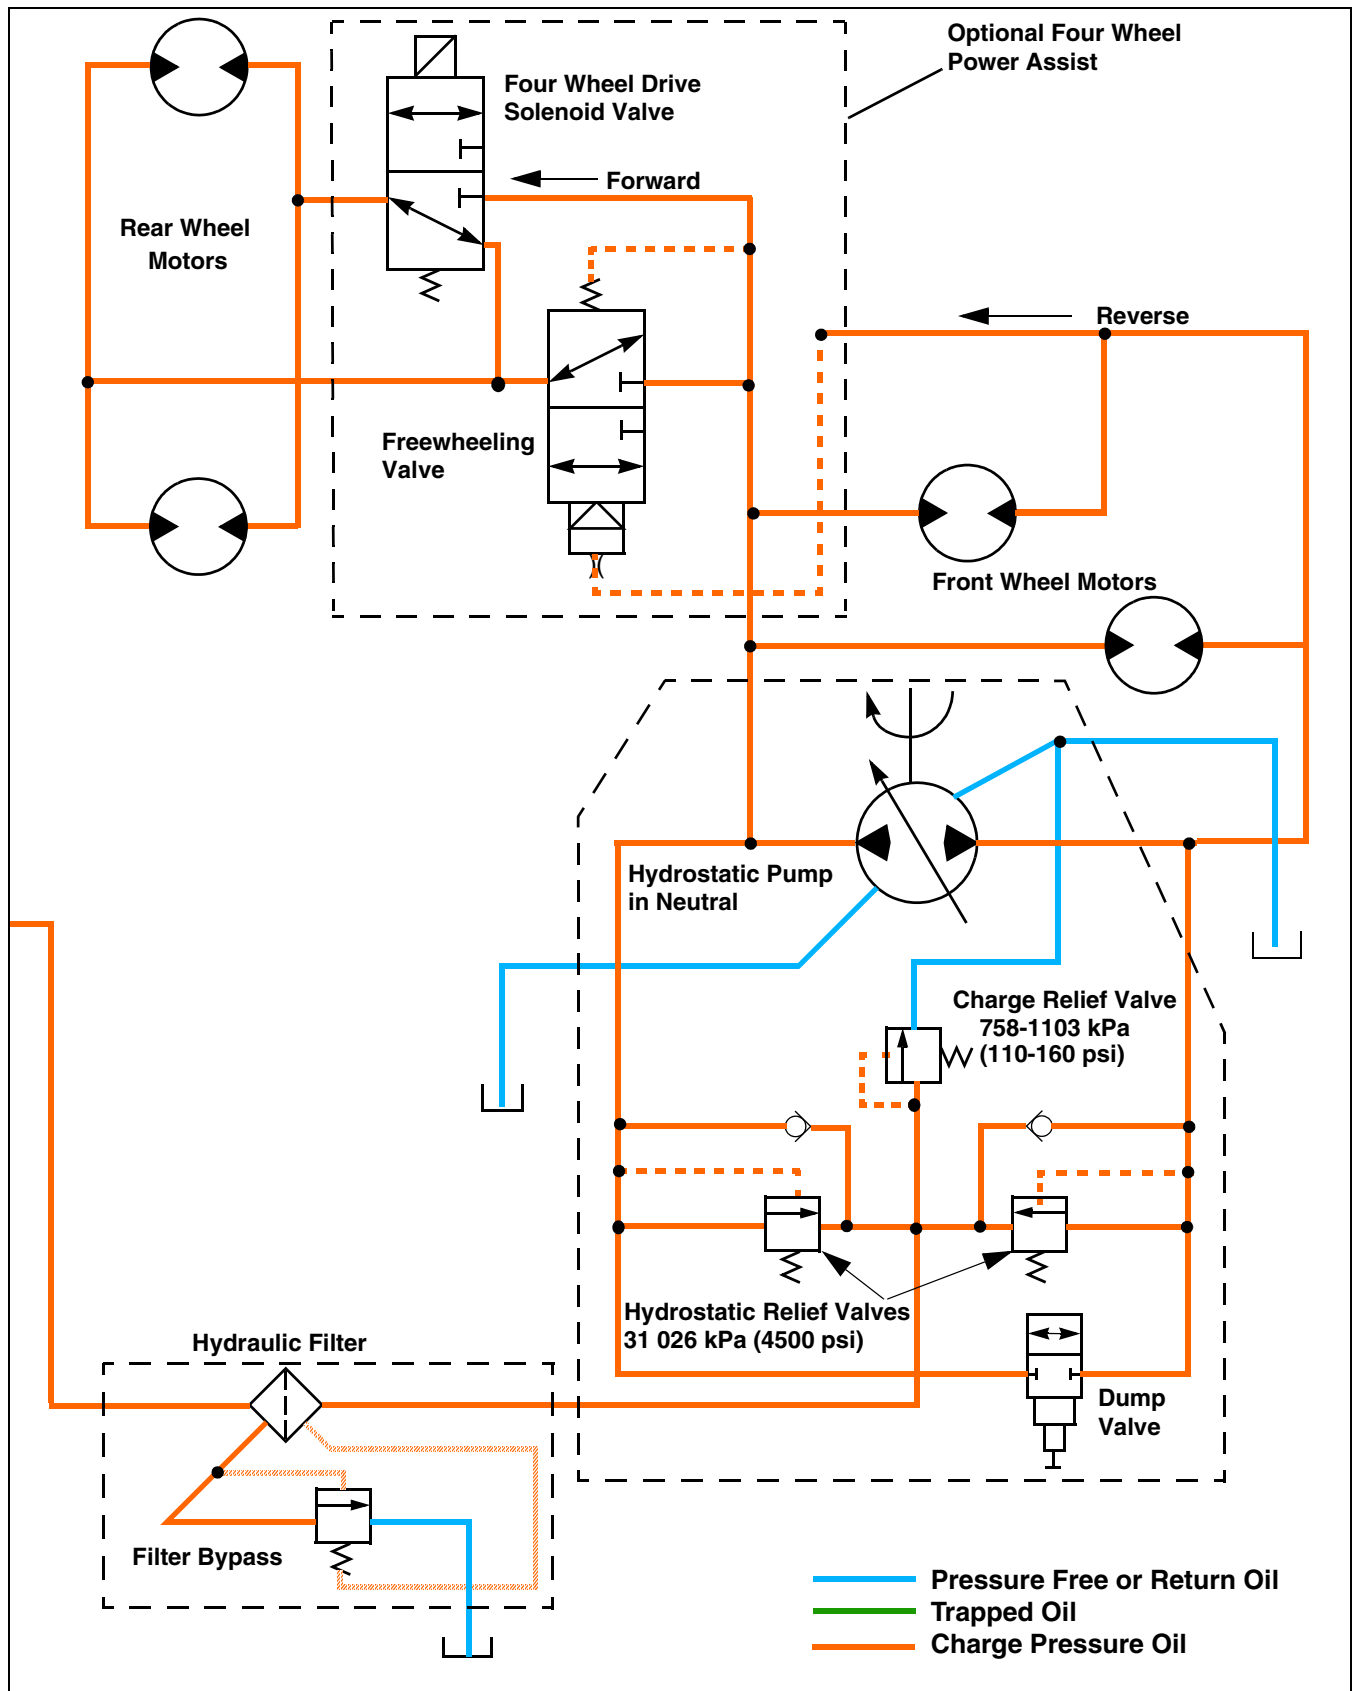 Optional Four Wheel
Power Assist
Four Wheel Drive
Solenoid Valve
Forward
Rear Wheel
Motors
Reverse
Freewheeling
Valve
Front Wheel Motors
Hydrostatic Pump
in Neutral
Charge Relief Valve
758-1103 kPa
(110-160 psi)
Hydrostatic Relief Valves
31 026 kPa (4500 psi)
Hydraulic Filter
Dump
Valve
Filter Bypass
Pressure Free or Return Oil
Trapped Oil
Charge Pressure Oil